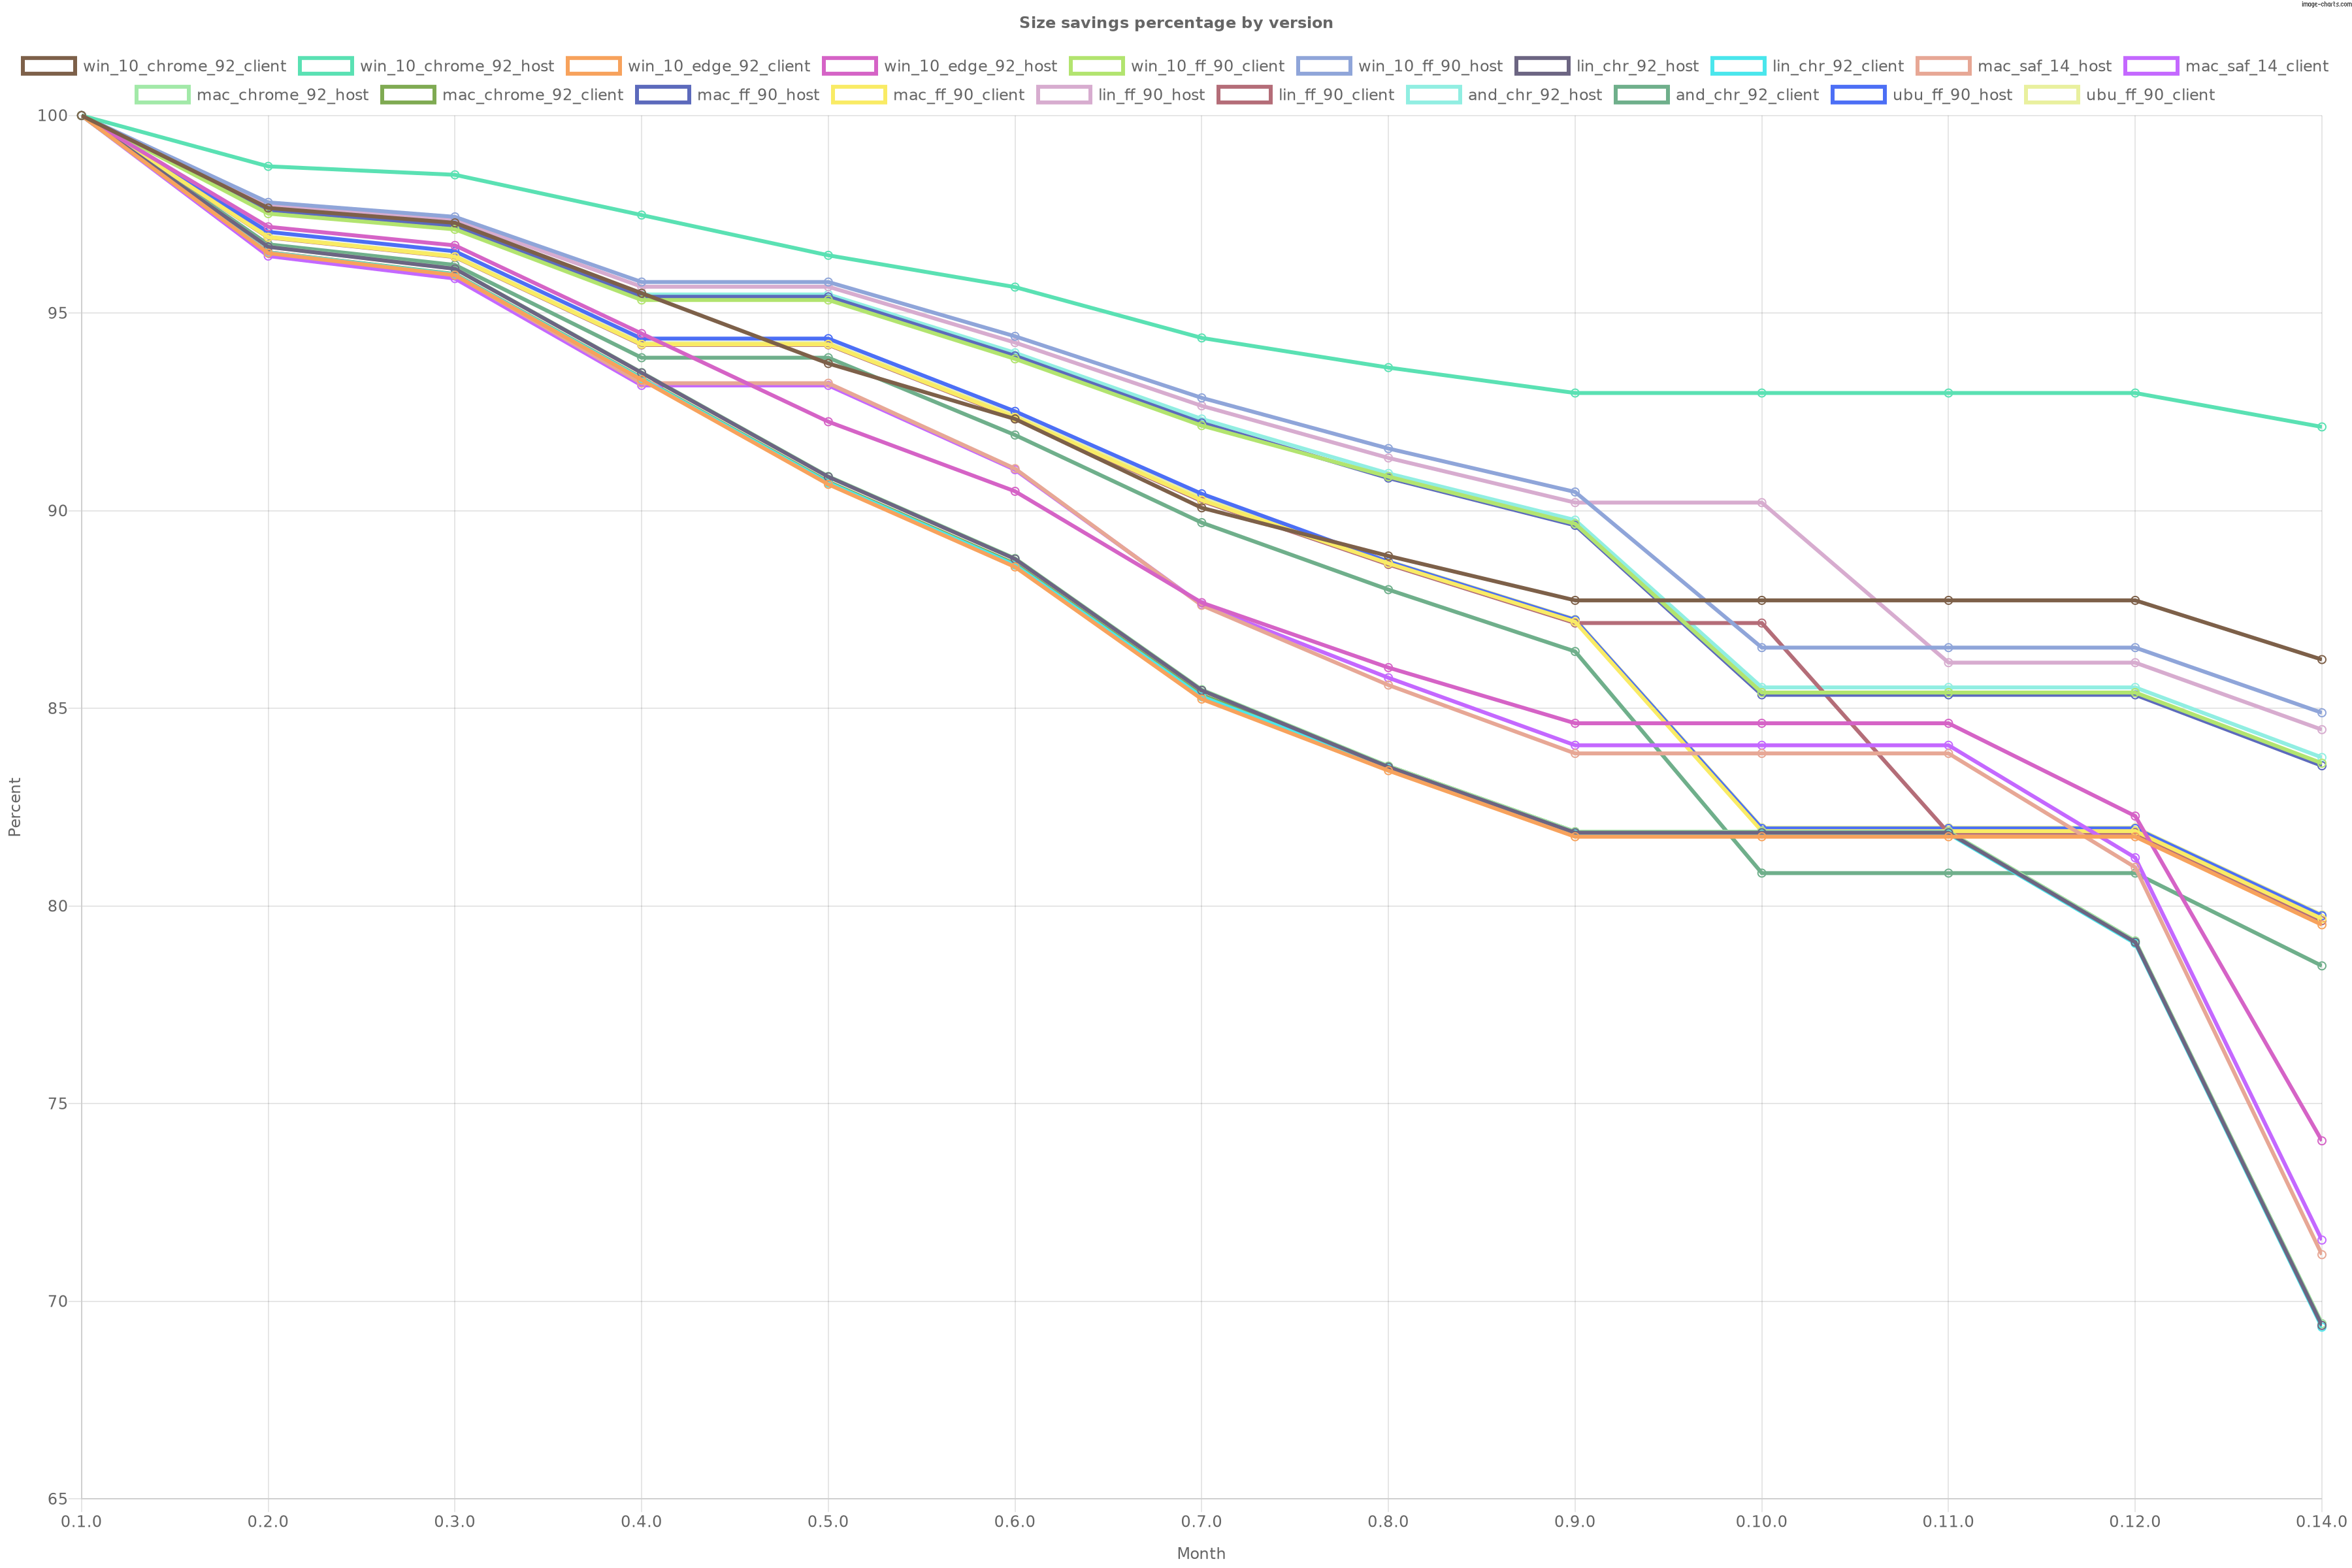 image-charts.com
Size savings percentage by version
win_10_chrome_92_client win_10_chrome_92_host win_10_edge_92_client win_10_edge_92_host win_10_ff_90_client win_10_ff_90_host lin_chr_92_host lin_chr_92_client mac_saf_14_host mac_saf_14_client
mac_chrome_92_host mac_chrome_92_client mac_ff_90_host mac_ff_90_client lin_ff_90_host lin_ff_90_client and_chr_92_host and_chr_92_client ubu_ff_90_host ubu_ff_90_client
100
95
90
85
80
75
70
65
Percent
0.1.0 0.2.0 0.3.0 0.4.0 0.5.0 0.6.0 0.7.0 0.8.0 0.9.0 0.10.0 0.11.0 0.12.0 0.14.0
Month